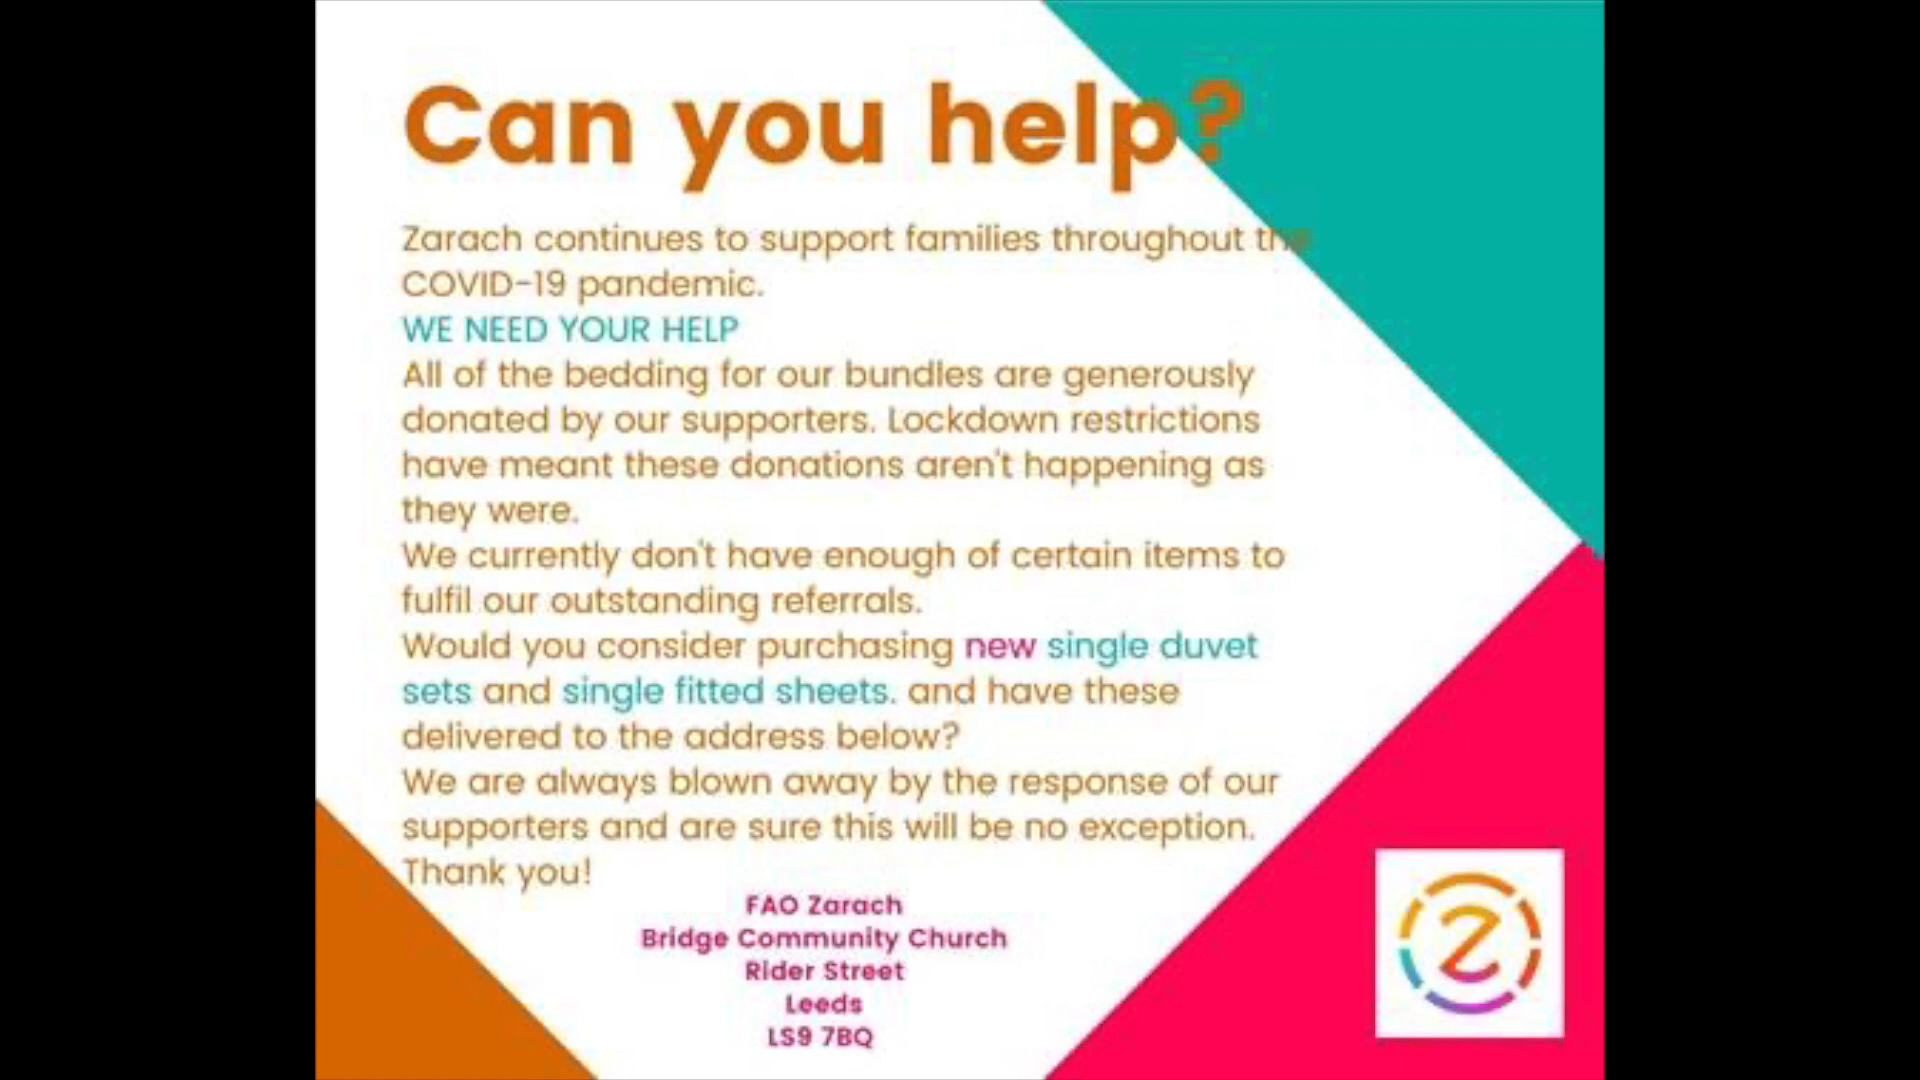 Can you help?
Zarach continues to support families throughout the
COVID-19 pandemic.
WE NEED YOUR HELP
All of the bedding for our bundles are generously
donated by our supporters. Lockdown restrictions
have meant these donations aren't happening as
they were.
We currently don't have enough of certain items to
fulfil our outstanding referrals.
Would you consider purchasing new single duvet
sets and single fitted sheets. and have these
delivered to the address below?
We are always blown away by the response of our
supporters and are sure this will be no exception.
Thank you!
FAO Zarach
Bridge Community Church
Rider Street
Leeds
LS9 7BQ
Z